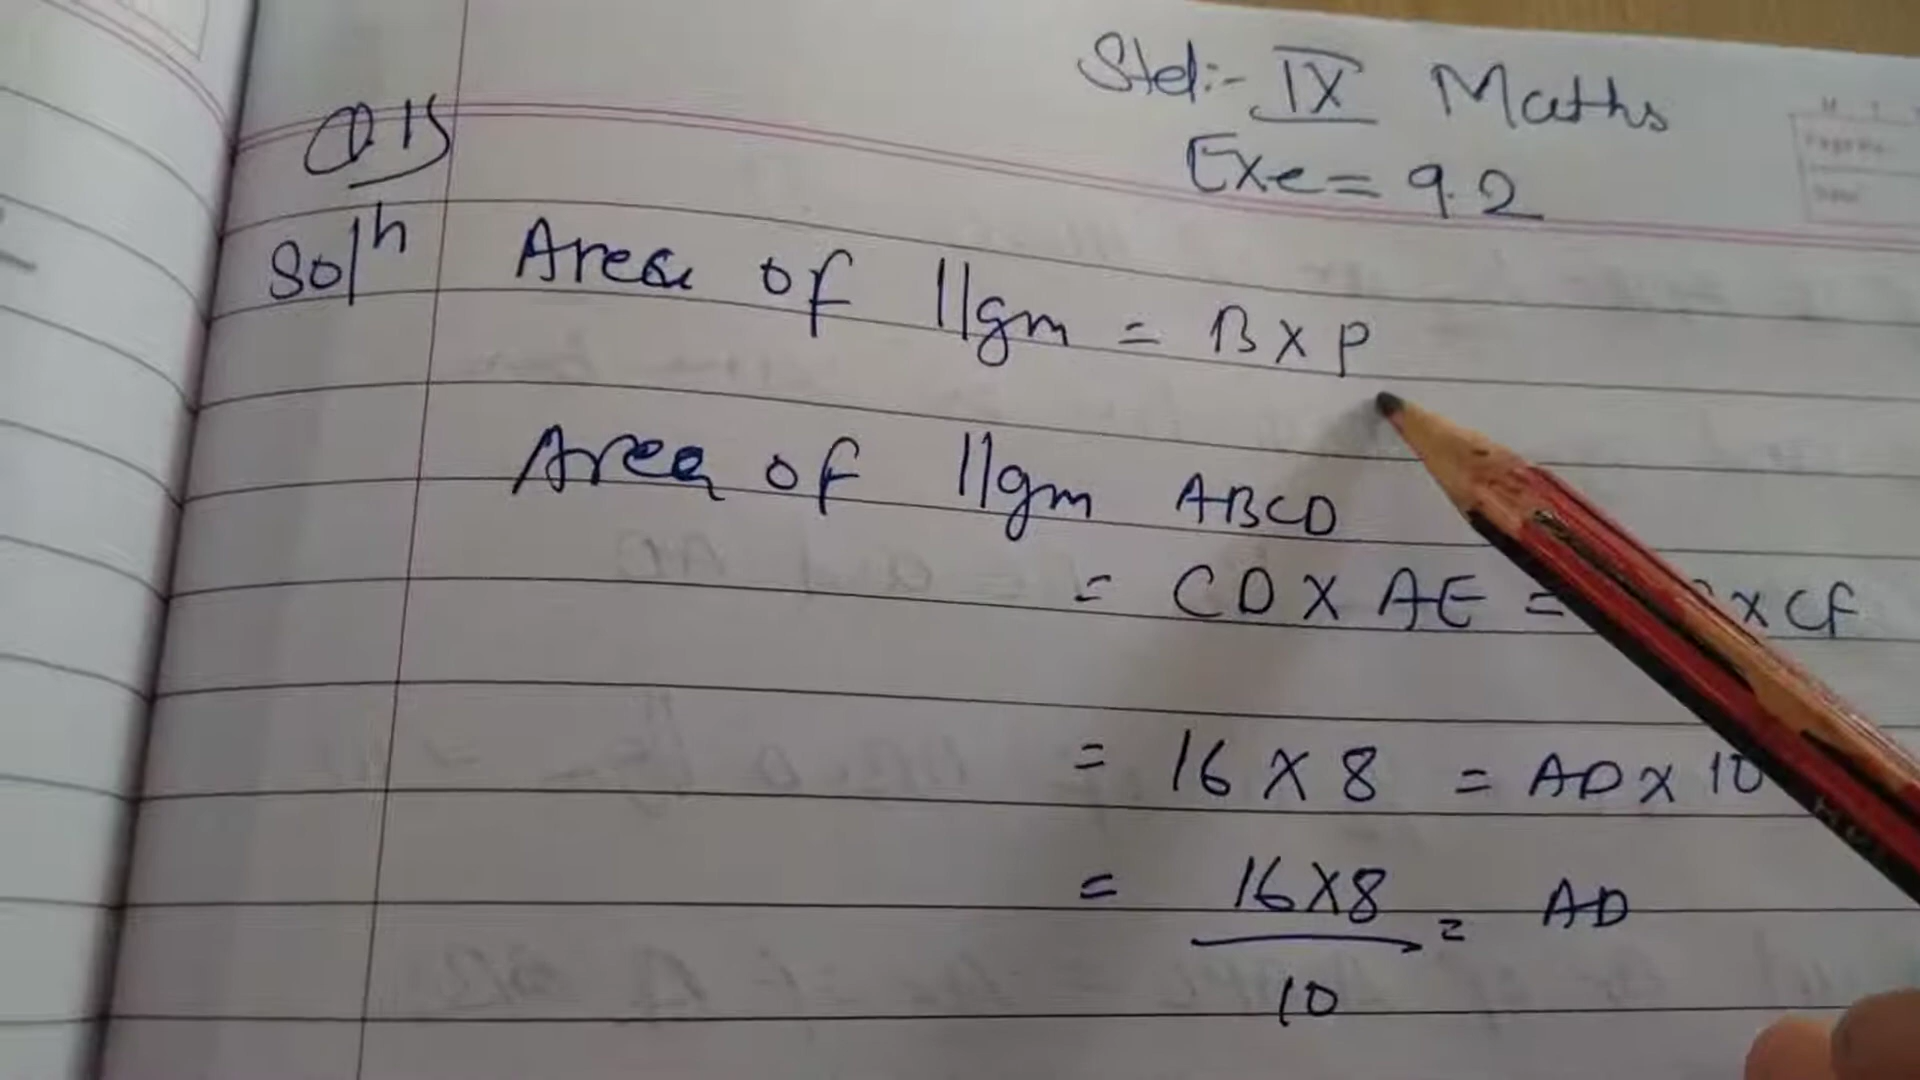 Std:- IX Maths
Exe = 9.2
Q.1)
Solh Area of ||gm = B X P
Area of ||gm ABCD
= CD X AE = X CF
= 16 X 8 = AD X 10
= 16X8 = AD
10